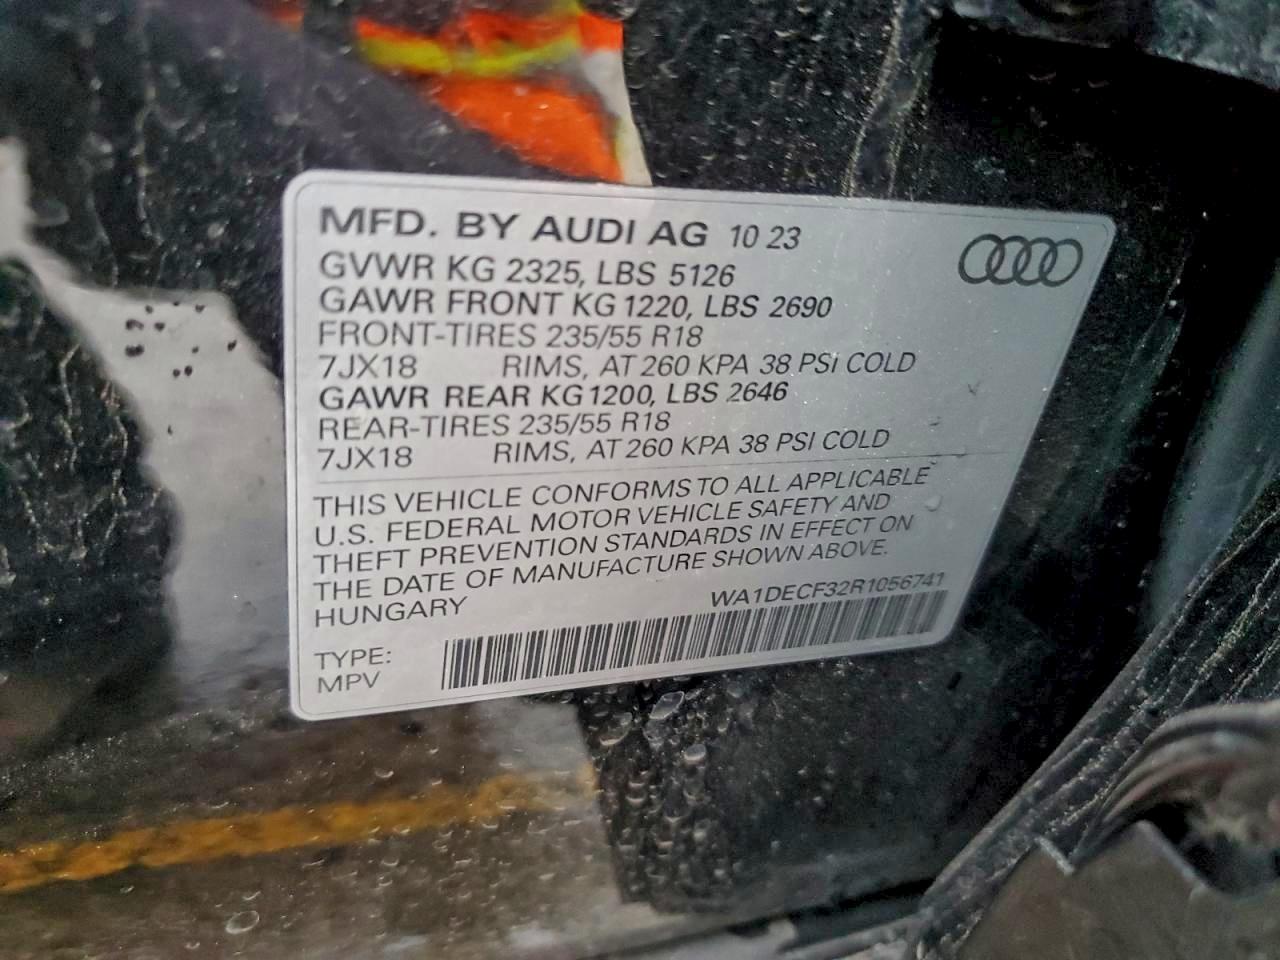 MFD. BY AUDI AG 10 23
GVWR KG 2325, LBS 5126
GAWR FRONT KG 1220, LBS 2690
FRONT-TIRES 235/55 R18
7JX18 RIMS, AT 260 KPA 38 PSI COLD
GAWR REAR KG 1200, LBS 2646
REAR-TIRES 235/55 R18
7JX18 RIMS, AT 260 KPA 38 PSI COLD
THIS VEHICLE CONFORMS TO ALL APPLICABLE
U.S. FEDERAL MOTOR VEHICLE SAFETY AND
THEFT PREVENTION STANDARDS IN EFFECT ON
THE DATE OF MANUFACTURE SHOWN ABOVE.
HUNGARY WA1DECF32R1056741
TYPE:
MPV